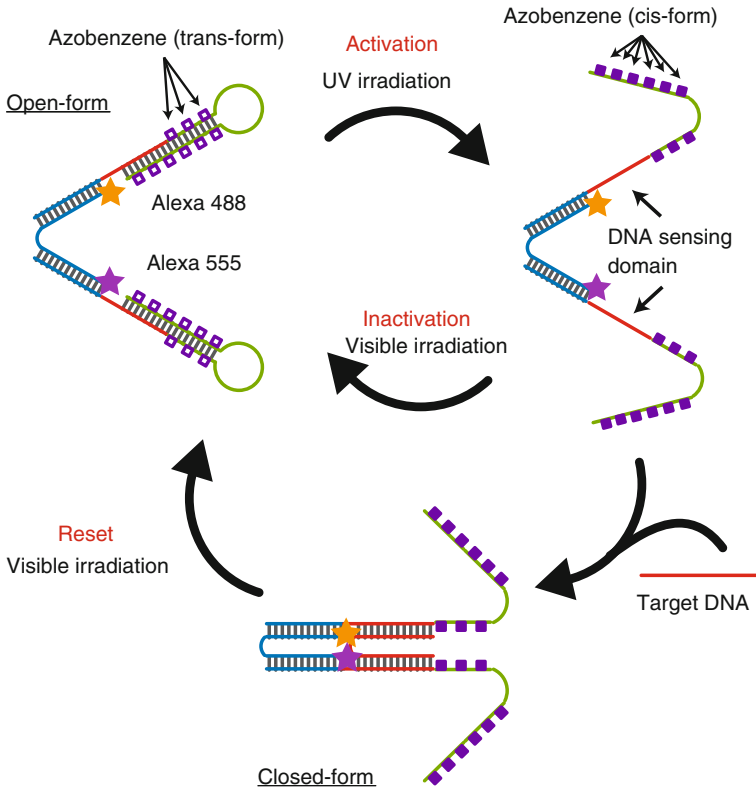 Azobenzene (trans-form)
Open-form
Activation
UV irradiation
Azobenzene (cis-form)
Alexa 488
Alexa 555
DNA sensing
domain
Inactivation
Visible irradiation
Reset
Visible irradiation
Target DNA
Closed-form